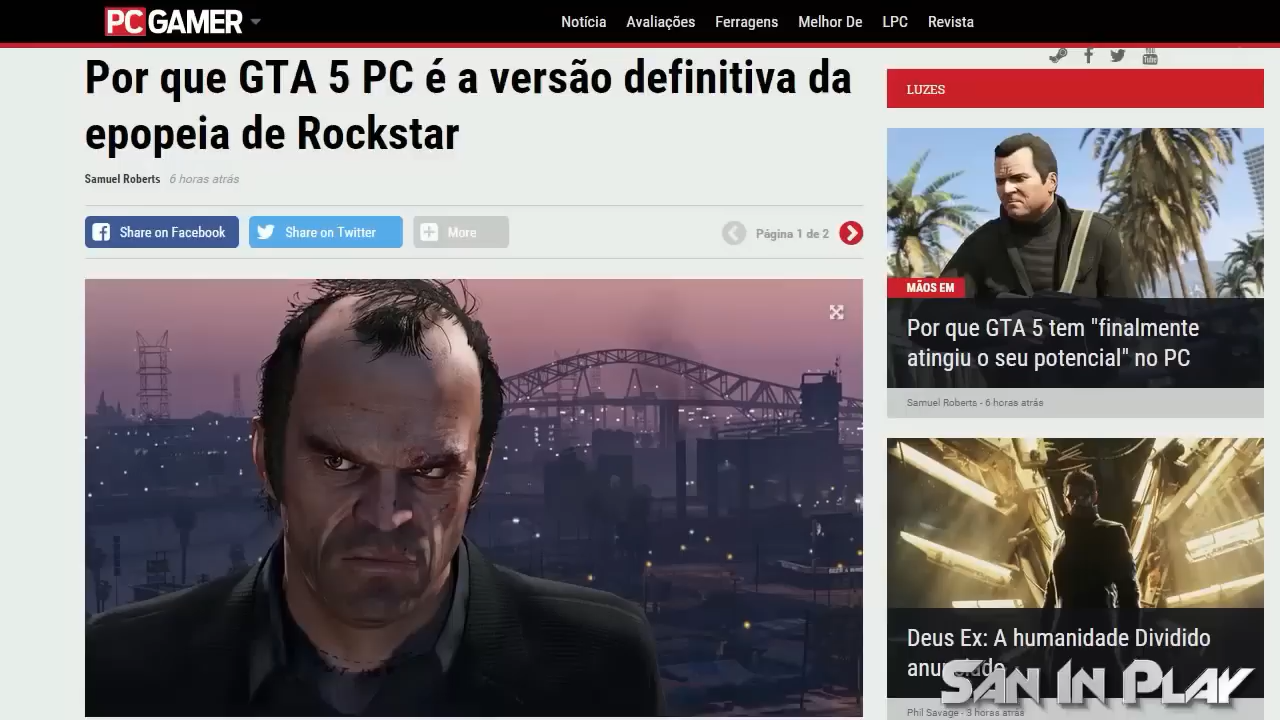 PC GAMER
Notícia Avaliações Ferragens Melhor De LPC Revista
Por que GTA 5 PC é a versão definitiva da
epopeia de Rockstar
Samuel Roberts 6 horas atrás
Share on Facebook Share on Twitter More
Página 1 de 2
You Tube
LUZES
MÃOS EM
Por que GTA 5 tem "finalmente
atingiu o seu potencial" no PC
Samuel Roberts - 6 horas atrás
Deus Ex: A humanidade Dividido
Phil Savage - 3 horas atrás
SAN IN PLAY